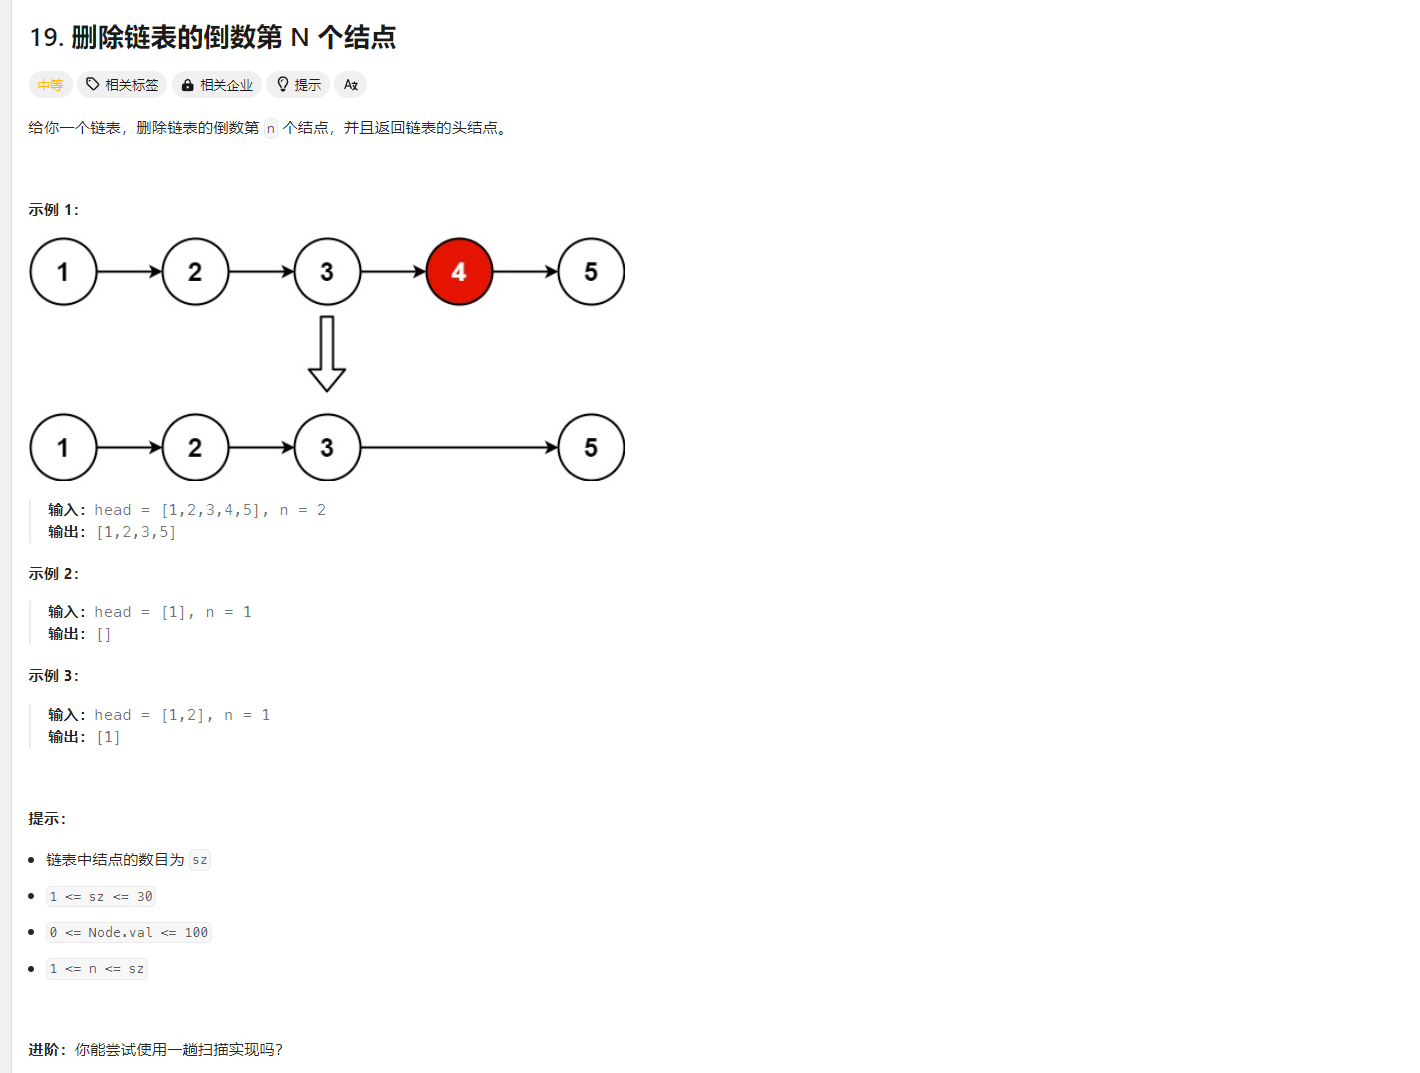 19. 删除链表的倒数第 N 个结点
中等 相关标签 相关企业 提示 Aあ
给你一个链表，删除链表的倒数第 n 个结点，并且返回链表的头结点。
示例 1：
1 2 3 4 5
1 2 3 5
输入：head = [1,2,3,4,5], n = 2
输出：[1,2,3,5]
示例 2：
输入：head = [1], n = 1
输出：[]
示例 3：
输入：head = [1,2], n = 1
输出：[1]
提示：
链表中结点的数目为 sz
1 <= sz <= 30
0 <= Node.val <= 100
1 <= n <= sz
进阶：你能尝试使用一趟扫描实现吗？